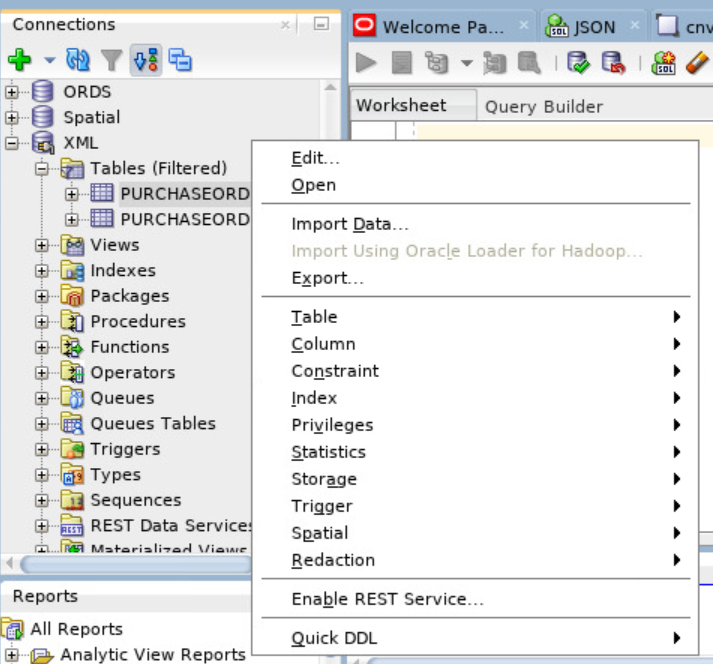 Connections
Welcome Pa...
JSON
cnv
Worksheet
Query Builder
ORDS
Spatial
XML
Tables (Filtered)
PURCHASEORD
PURCHASEORD
Views
Indexes
Packages
Procedures
Functions
Operators
Queues
Queues Tables
Triggers
Types
Sequences
REST Data Services
Materialized Views
Reports
All Reports
Analytic View Reports
Edit...
Open
Import Data...
Import Using Oracle Loader for Hadoop...
Export...
Table
Column
Constraint
Index
Privileges
Statistics
Storage
Trigger
Spatial
Redaction
Enable REST Service...
Quick DDL